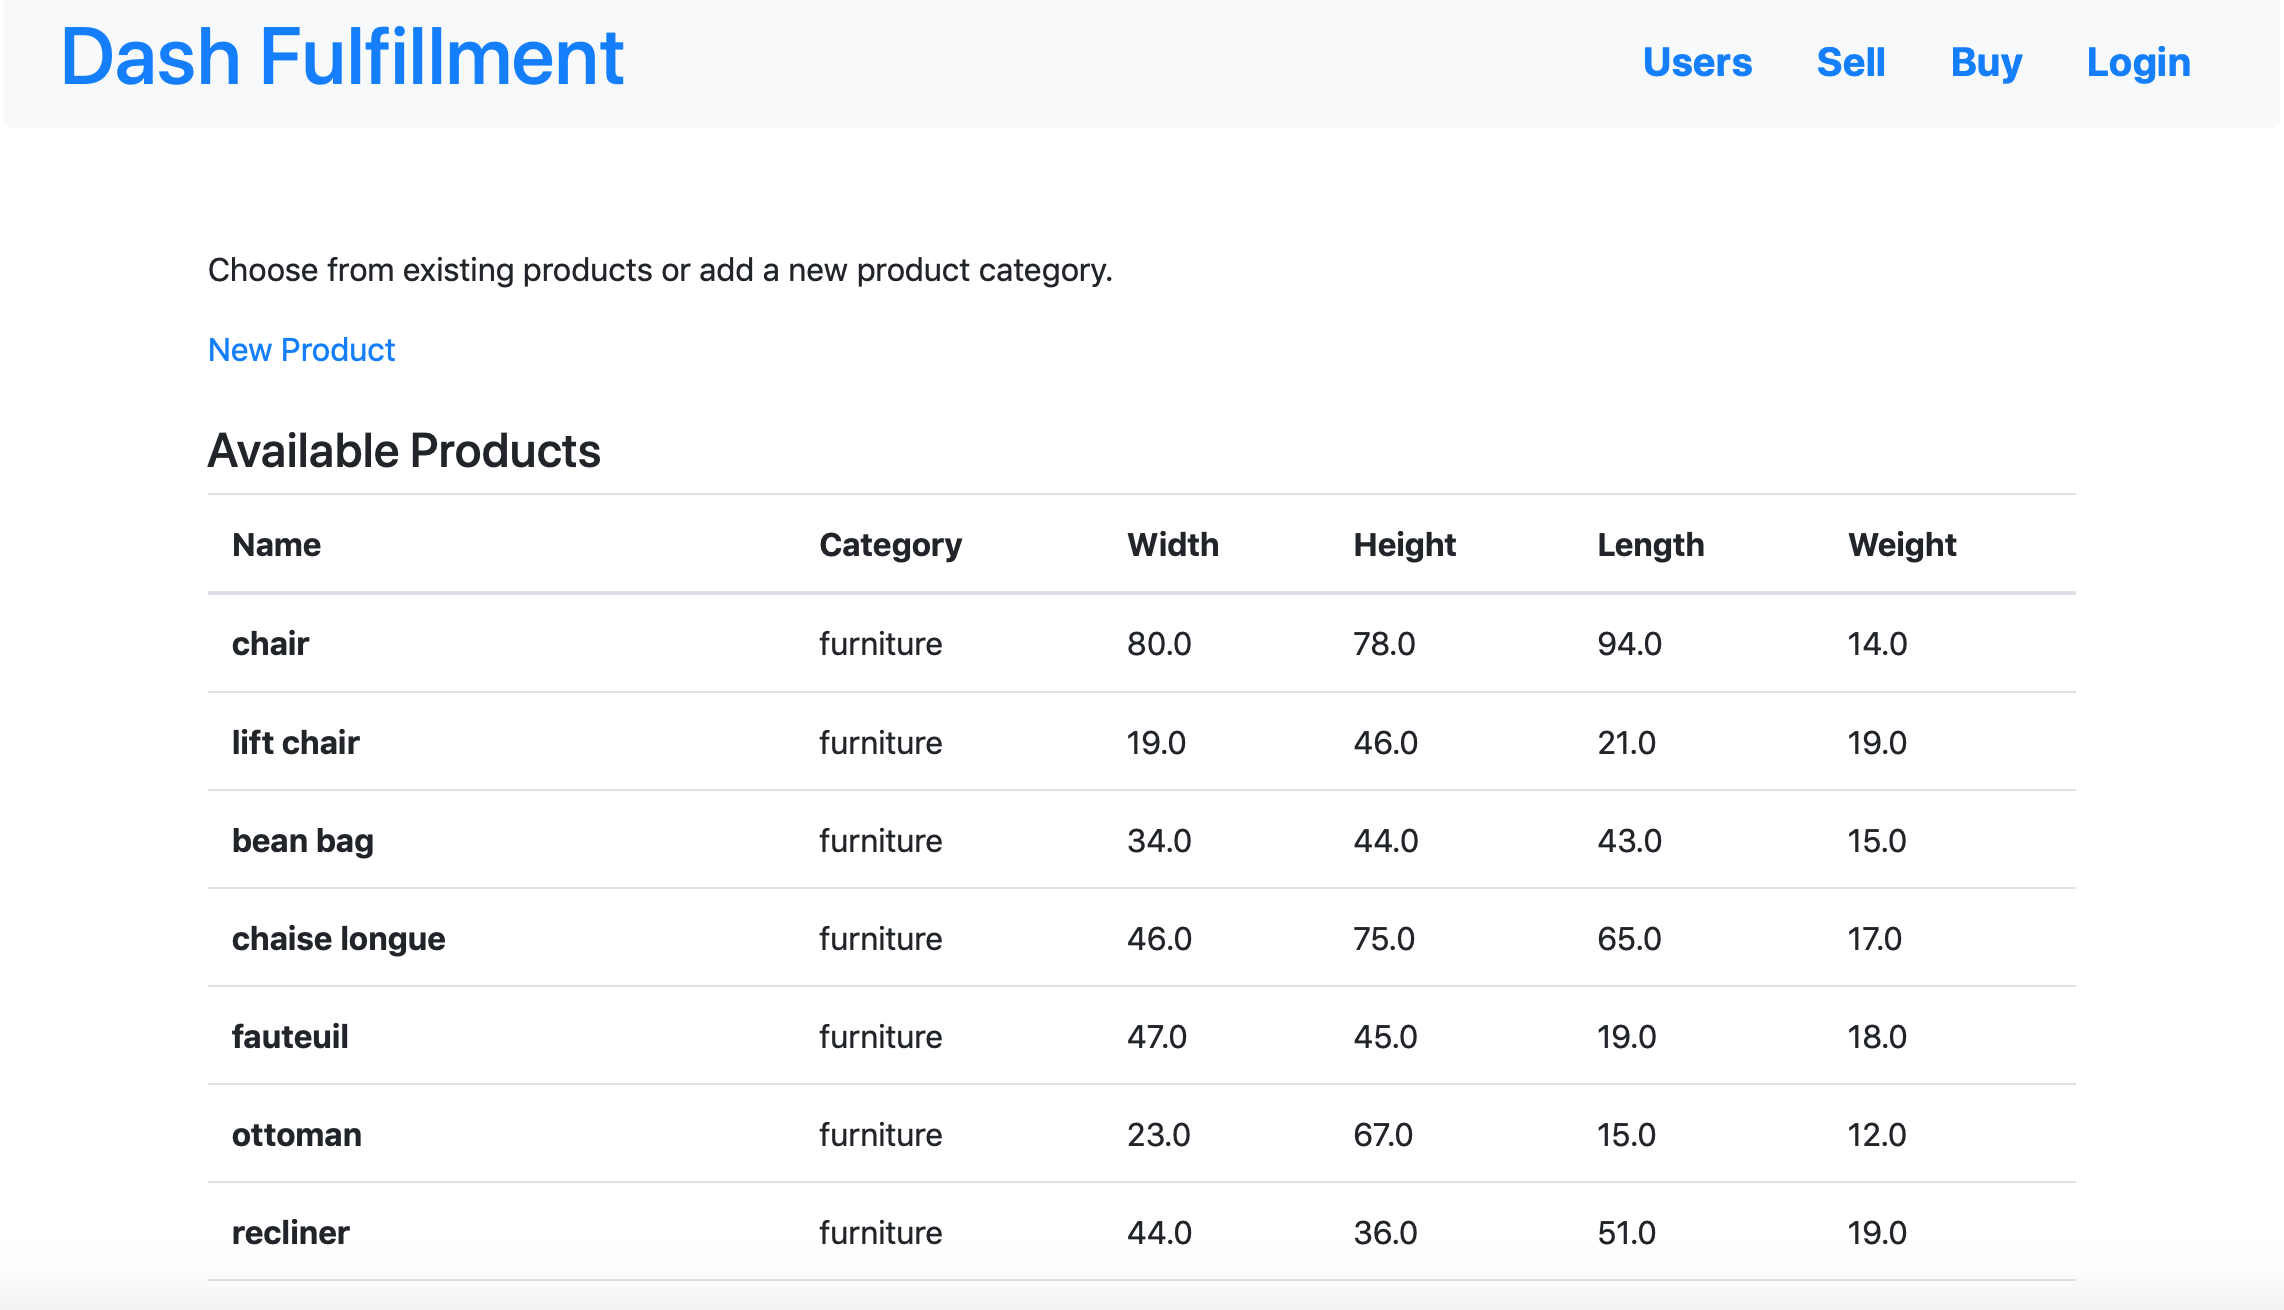 Dash Fulfillment Users Sell Buy Login
Choose from existing products or add a new product category.
New Product
Available Products
Name Category Width Height Length Weight
chair furniture 80.0 78.0 94.0 14.0
lift chair furniture 19.0 46.0 21.0 19.0
bean bag furniture 34.0 44.0 43.0 15.0
chaise longue furniture 46.0 75.0 65.0 17.0
fauteuil furniture 47.0 45.0 19.0 18.0
ottoman furniture 23.0 67.0 15.0 12.0
recliner furniture 44.0 36.0 51.0 19.0